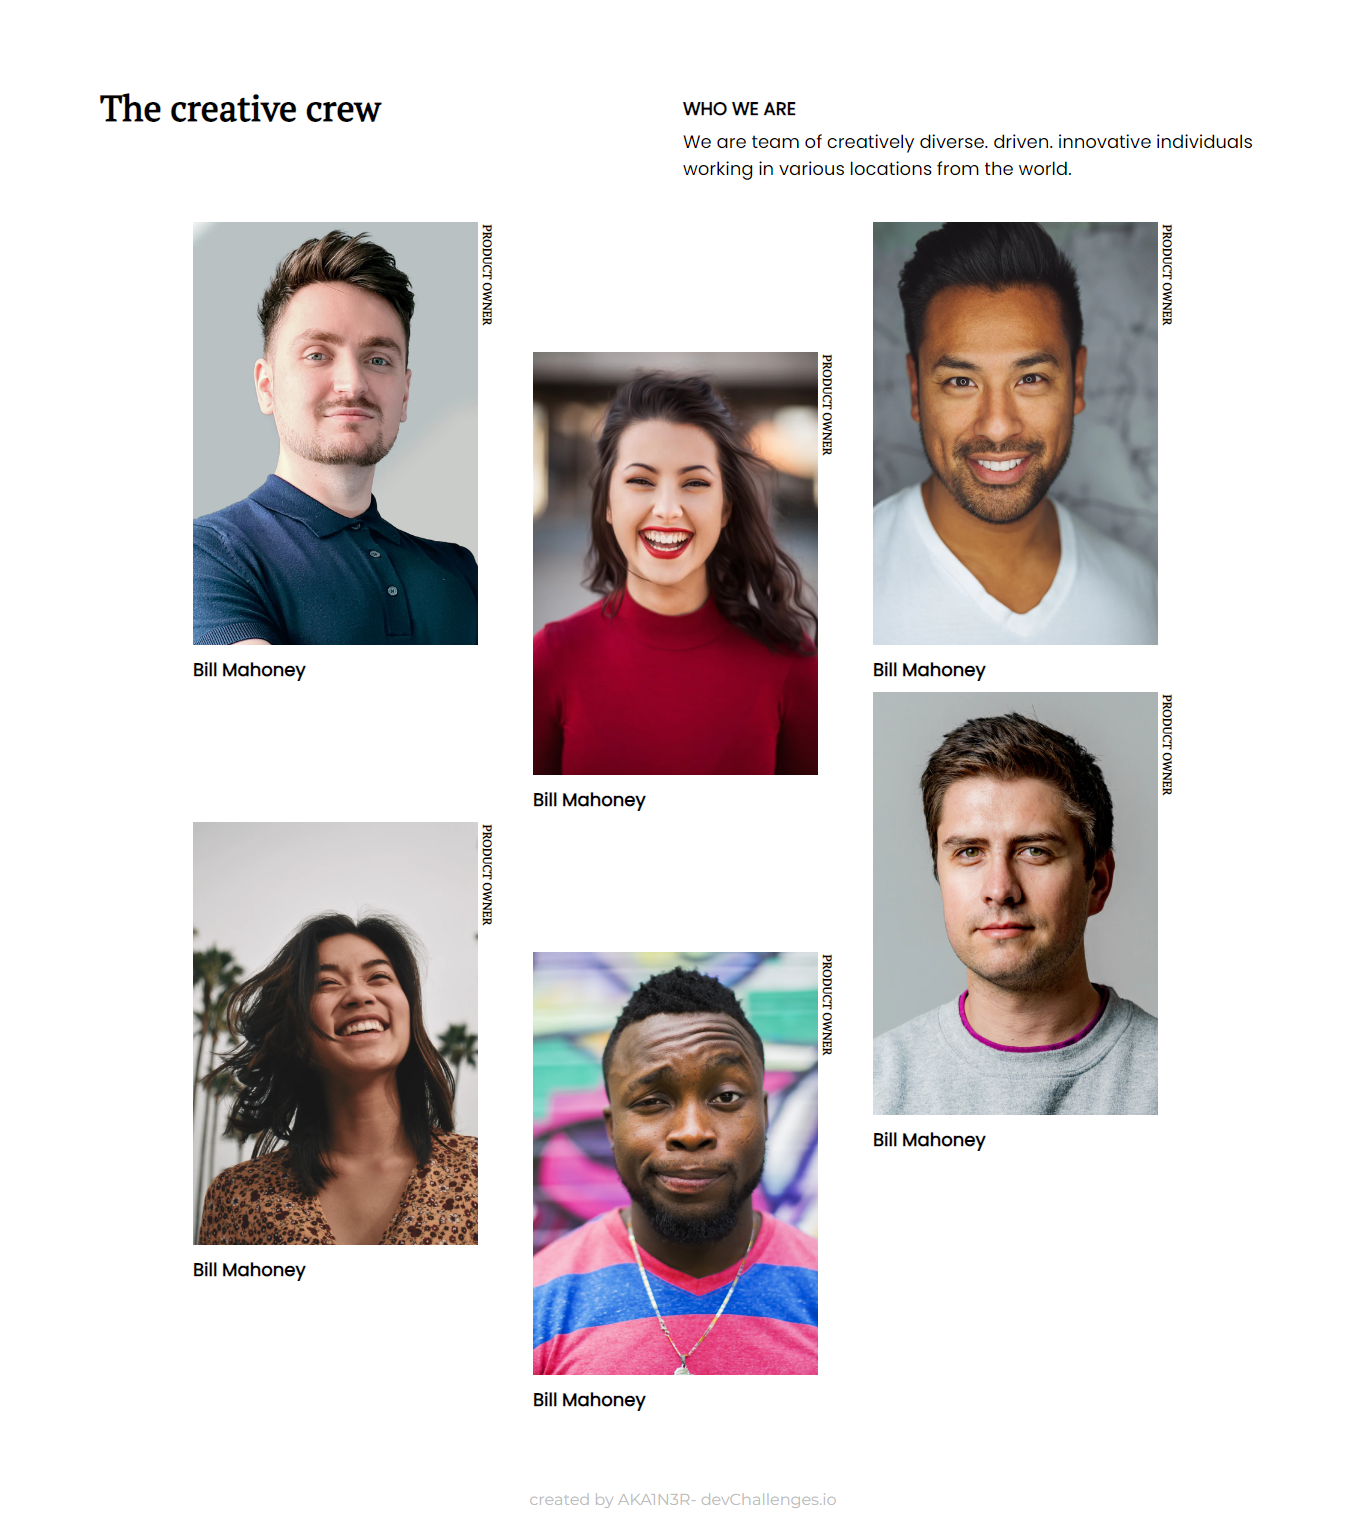 The creative crew
WHO WE ARE
We are team of creatively diverse. driven. innovative individuals
working in various locations from the world.
PRODUCT OWNER
Bill Mahoney
PRODUCT OWNER
Bill Mahoney
PRODUCT OWNER
Bill Mahoney
PRODUCT OWNER
Bill Mahoney
PRODUCT OWNER
Bill Mahoney
PRODUCT OWNER
Bill Mahoney
created by AKA1N3R- devChallenges.io